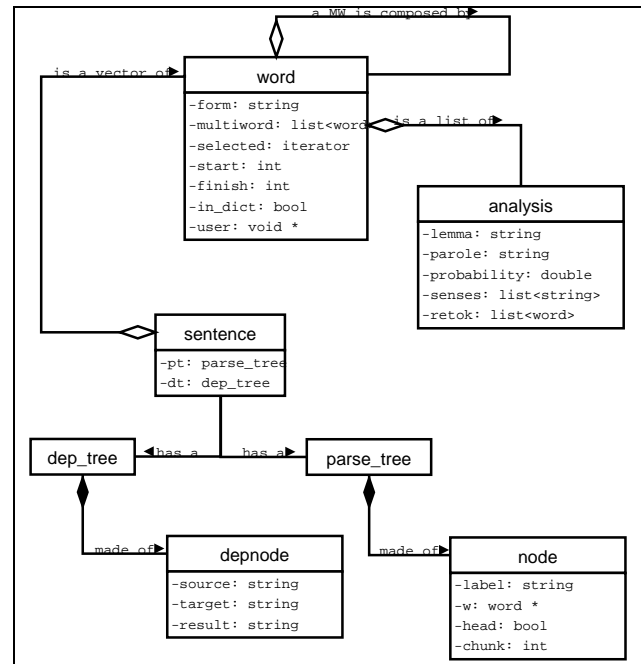 a MW is composed by
is a vector of
word
-form: string
-multiword: list<word
-selected: iterator
-start: int
-finish: int
-in_dict: bool
-user: void *
is a list of
analysis
-lemma: string
-parole: string
-probability: double
-senses: list<string>
-retok: list<word>
sentence
-pt: parse_tree
-dt: dep_tree
has a
has a
dep_tree
parse_tree
made of
depnode
-source: string
-target: string
-result: string
made of
node
-label: string
-w: word *
-head: bool
-chunk: int